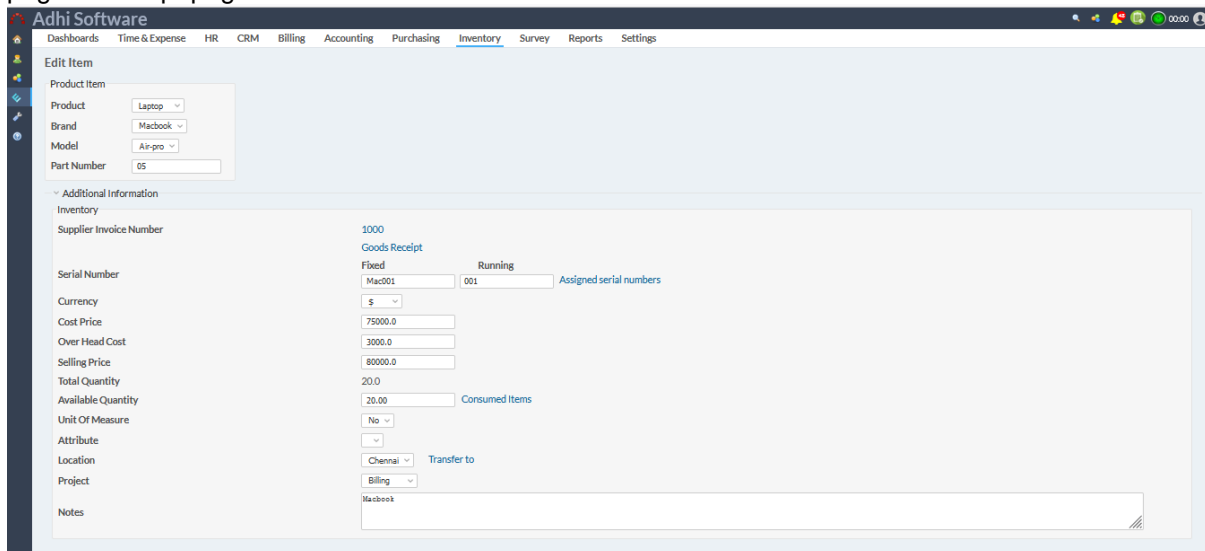 Adhi Software
00:00
Dashboards Time & Expense HR CRM Billing Accounting Purchasing Inventory Survey Reports Settings
Edit Item
Product Item
Product Laptop
Brand Macbook
Model Air-pro
Part Number 05
Additional Information
Inventory
Supplier Invoice Number 1000
Goods Receipt
Fixed Running
Serial Number Mac001 001 Assigned serial numbers
Currency $
Cost Price 75000.0
Over Head Cost 3000.0
Selling Price 80000.0
Total Quantity 20.0
Available Quantity 20.00 Consumed Items
Unit Of Measure No
Attribute
Location Chennai Transfer to
Project Billing
Notes Macbook